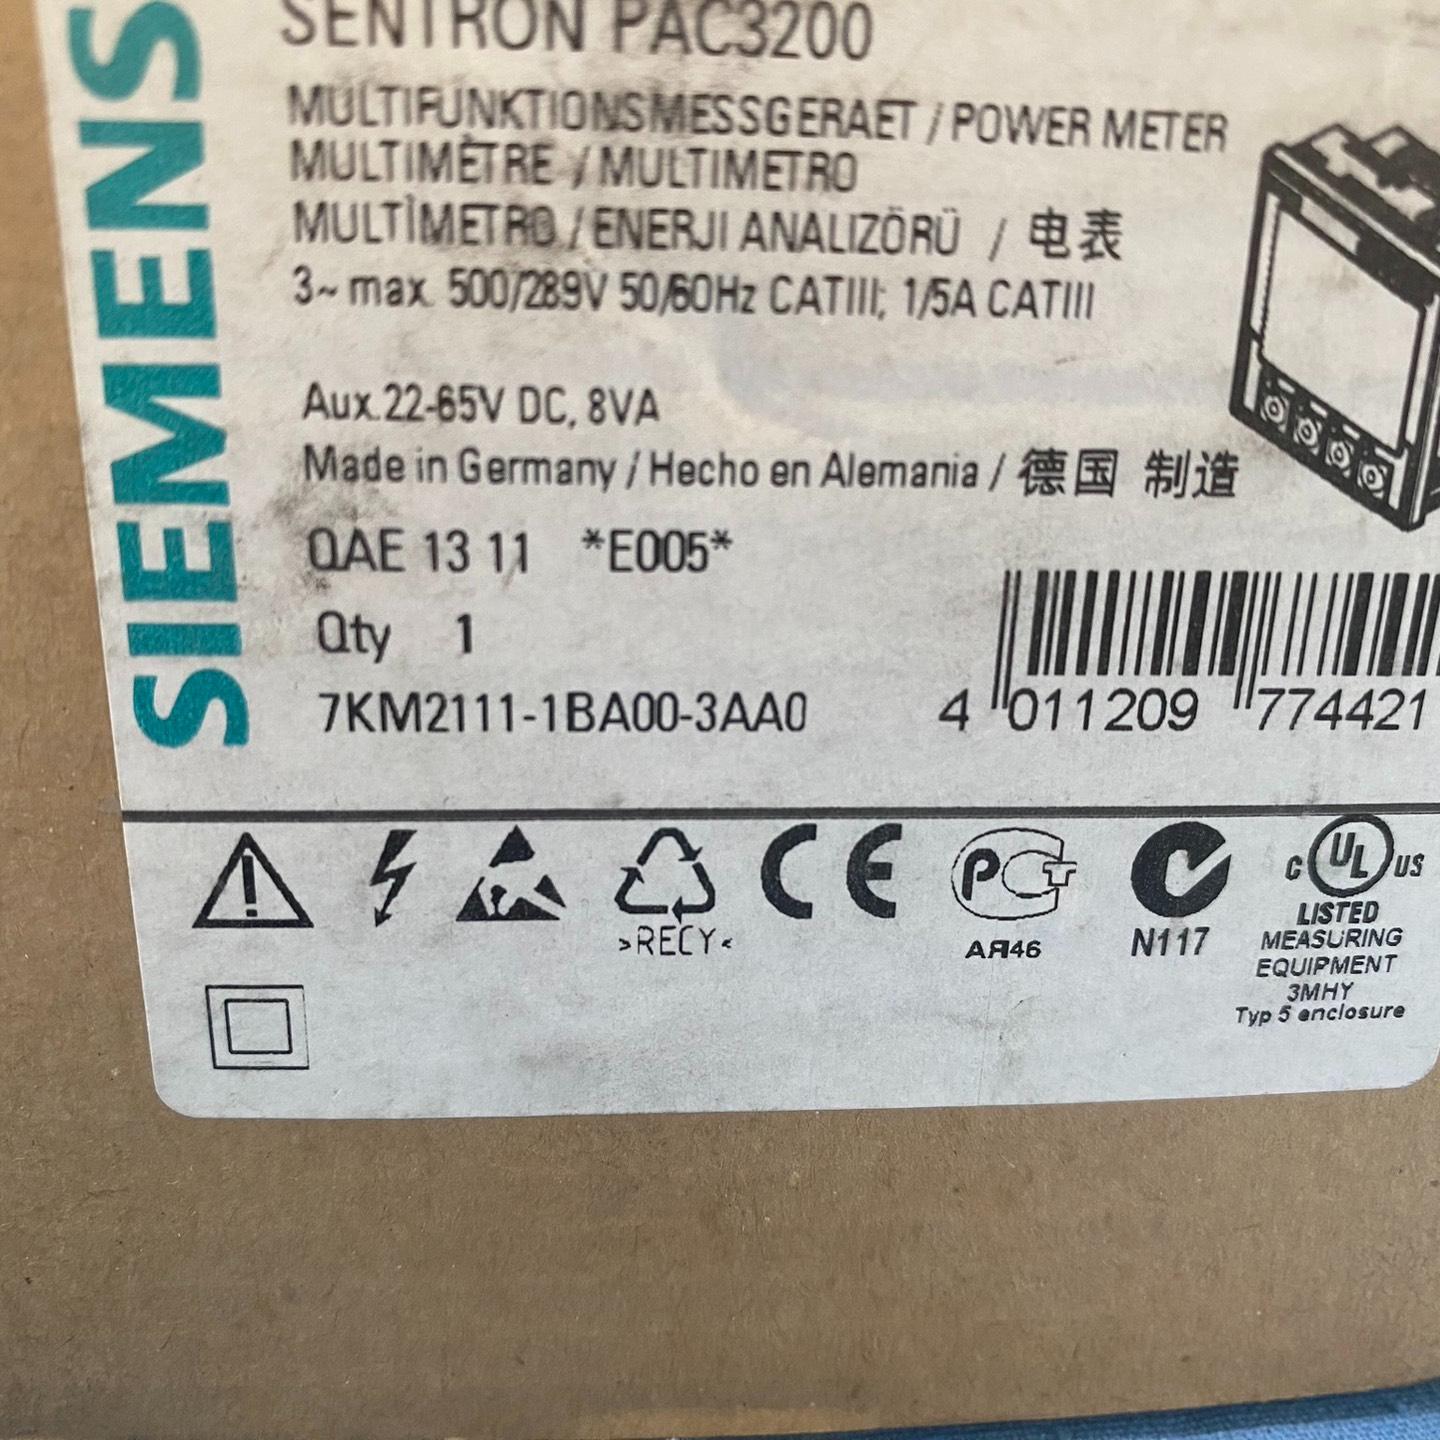 SIEMENS
SENTRON PAC3200
MULTIFUNKTIONSMESSGERAET / POWER METER
MULTIMÈTRE / MULTIMETRO
MULTÌMETRO / ENERJI ANALIZÖRÜ / 电表
3~ max. 500/289V 50/60Hz CATIII; 1/5A CATIII
Aux.22-65V DC, 8VA
Made in Germany / Hecho en Alemania / 德国 制造
QAE 13 11 *E005*
Qty 1
7KM2111-1BA00-3AA0
4 011209 774421
>RECY<
CE
PCT
АЯ46
N117
C UL US
LISTED
MEASURING
EQUIPMENT
3MHY
Typ 5 enclosure